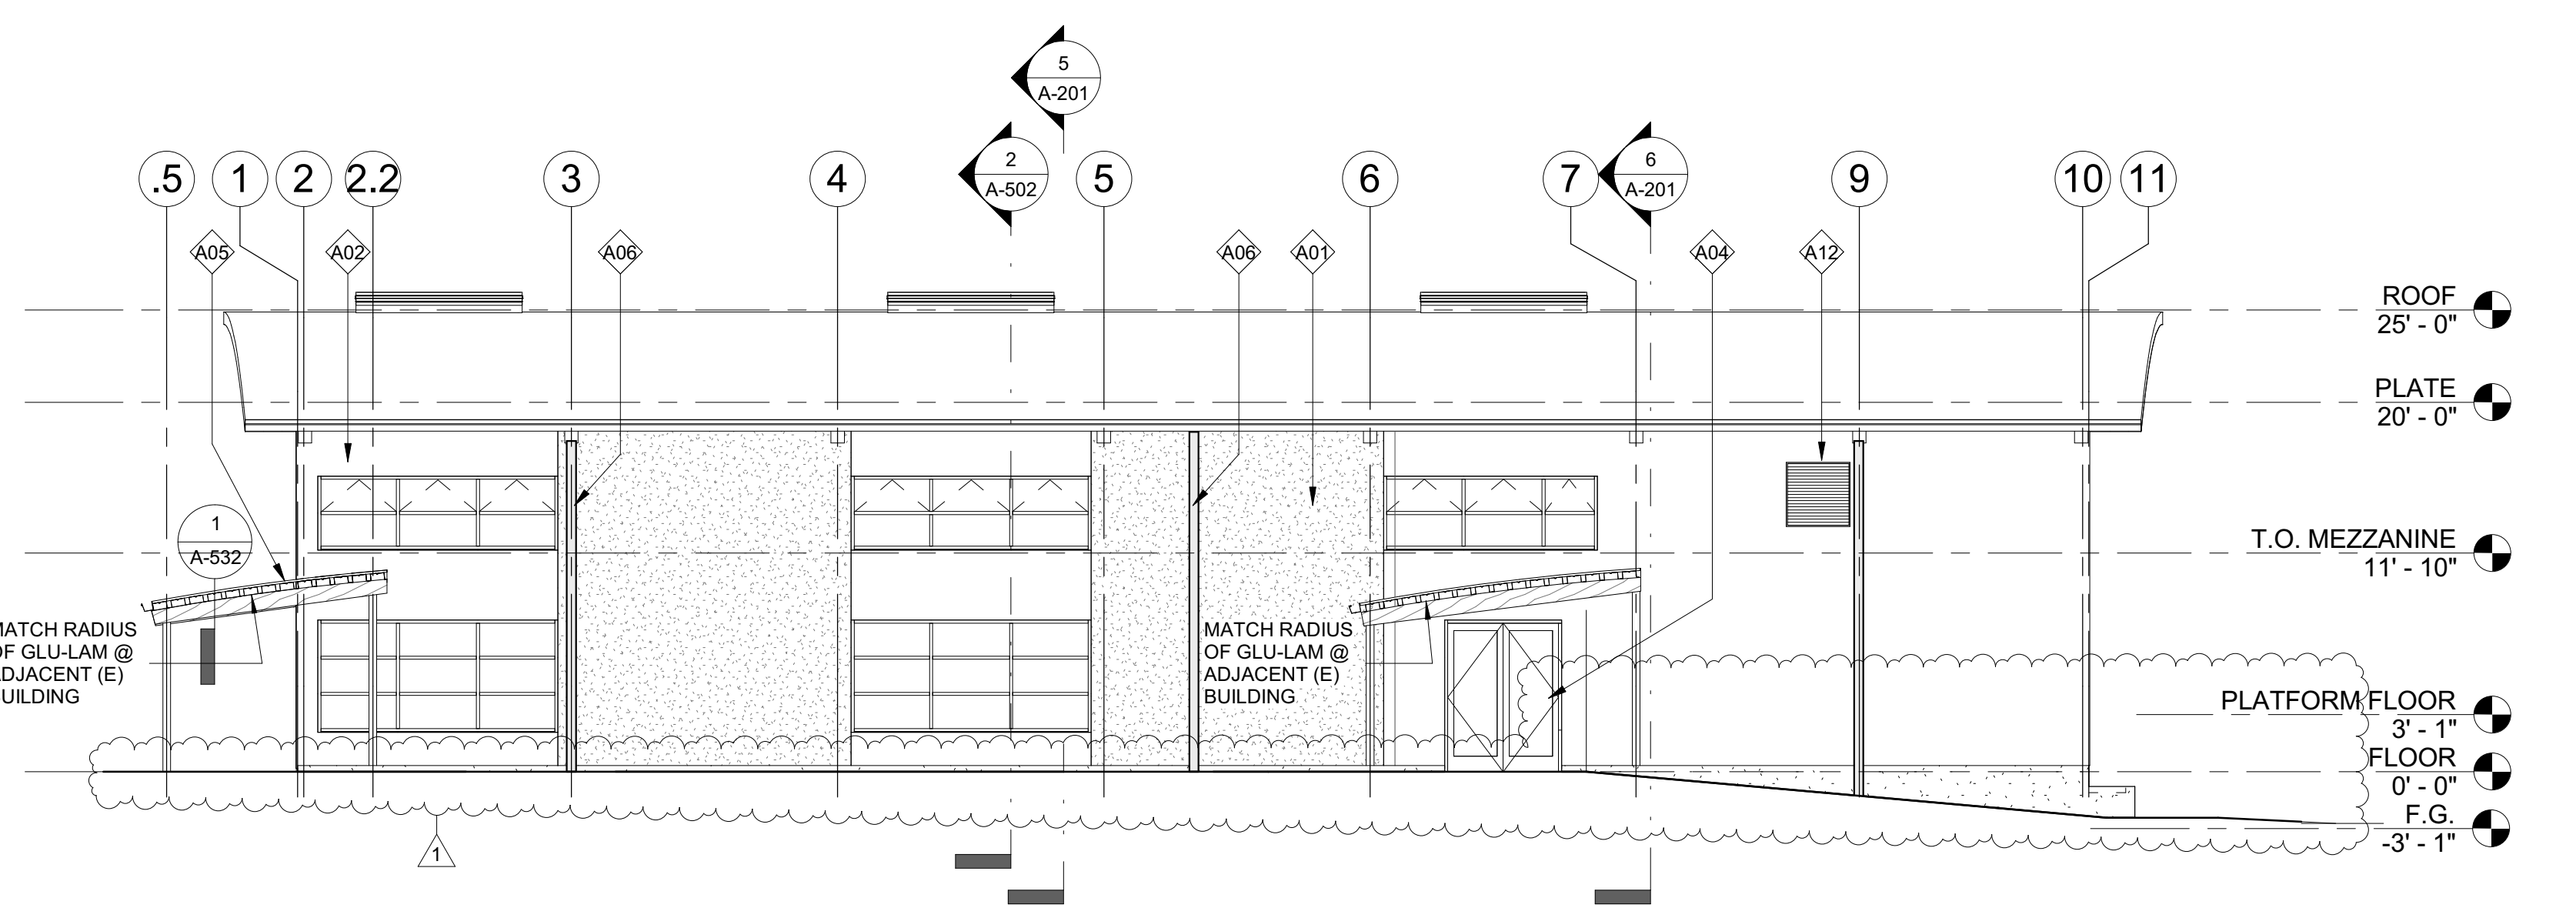 5
A-201
2
A-502
6
A-201
.5
1
2
2.2
3
4
5
6
7
9
10
11
A05
A02
A06
A06
A01
A04
A12
ROOF
25' - 0"
PLATE
20' - 0"
T.O. MEZZANINE
11' - 10"
PLATFORM FLOOR
3' - 1"
FLOOR
0' - 0"
F.G.
-3' - 1"
1
A-532
MATCH RADIUS
OF GLU-LAM @
ADJACENT (E)
BUILDING
MATCH RADIUS
OF GLU-LAM @
ADJACENT (E)
BUILDING
1